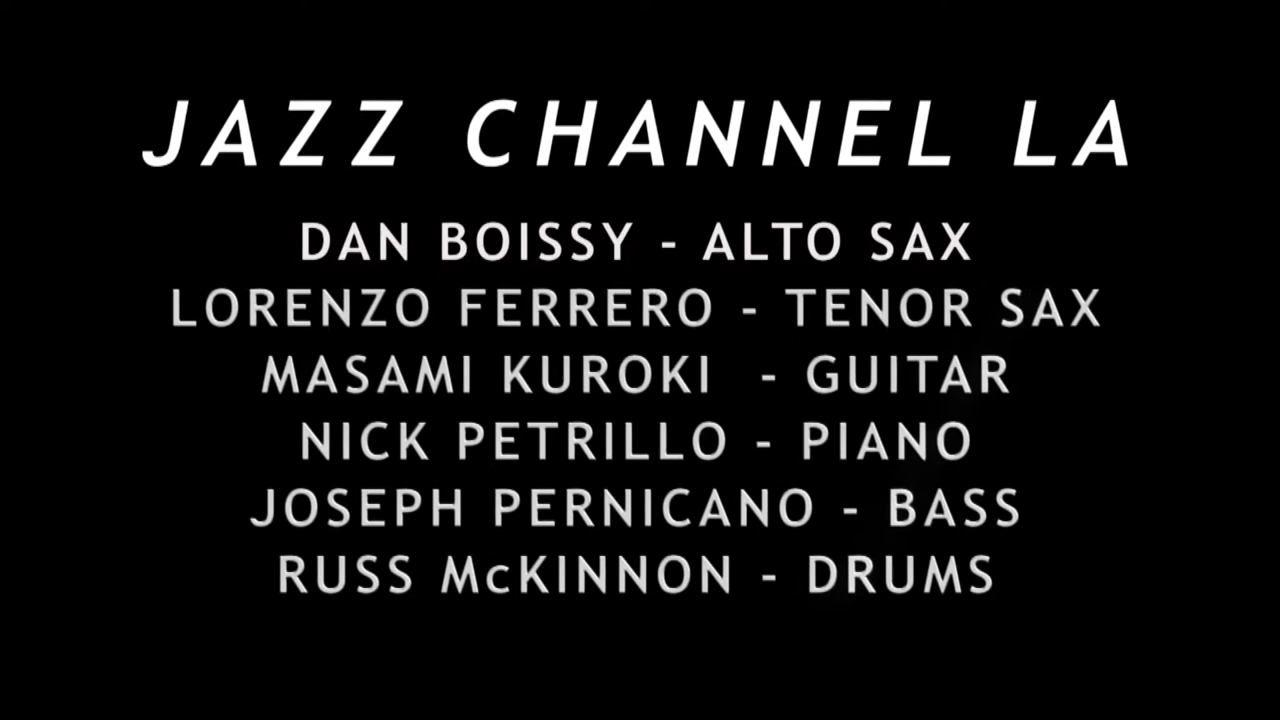 JAZZ CHANNEL LA
DAN BOISSY - ALTO SAX
LORENZO FERRERO - TENOR SAX
MASAMI KUROKI - GUITAR
NICK PETRILLO - PIANO
JOSEPH PERNICANO - BASS
RUSS McKINNON - DRUMS